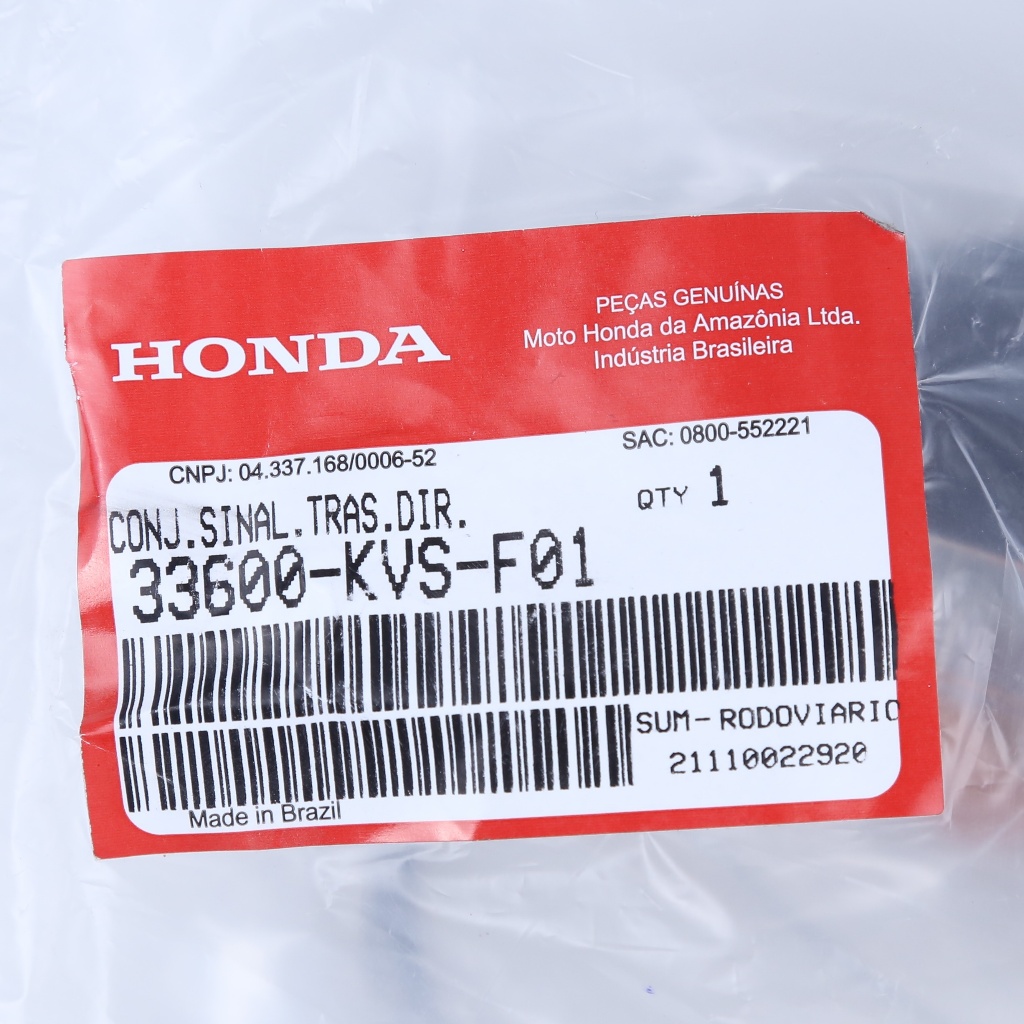 HONDA
PEÇAS GENUÍNAS
Moto Honda da Amazônia Ltda.
Indústria Brasileira
CNPJ: 04.337.168/0006-52
SAC: 0800-552221
CONJ.SINAL.TRAS.DIR.
QTY 1
33600-KVS-F01
SUM-RODOVIARIO
21110022920
Made in Brazil